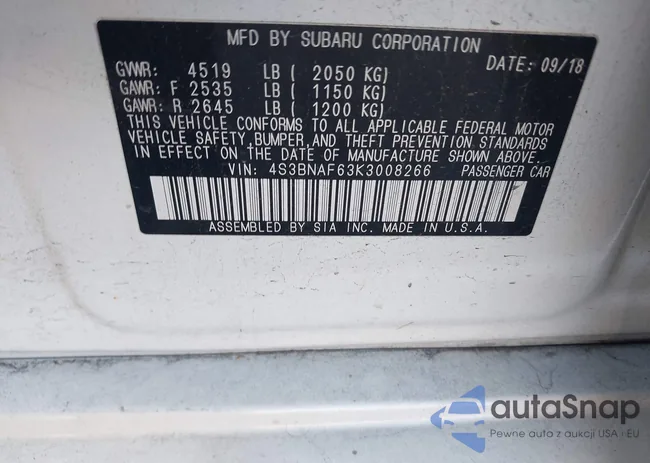 MFD BY SUBARU CORPORATION
DATE: 09/18
GVWR: 4519 LB ( 2050 KG)
GAWR: F 2535 LB ( 1150 KG)
GAWR: R 2645 LB ( 1200 KG)
THIS VEHICLE CONFORMS TO ALL APPLICABLE FEDERAL MOTOR
VEHICLE SAFETY, BUMPER, AND THEFT PREVENTION STANDARDS
IN EFFECT ON THE DATE OF MANUFACTURE SHOWN ABOVE.
VIN: 4S3BNAF63K3008266 PASSENGER CAR
ASSEMBLED BY SIA INC. MADE IN U.S.A.
autoSnap
Pewne auto z aukcji USA i EU